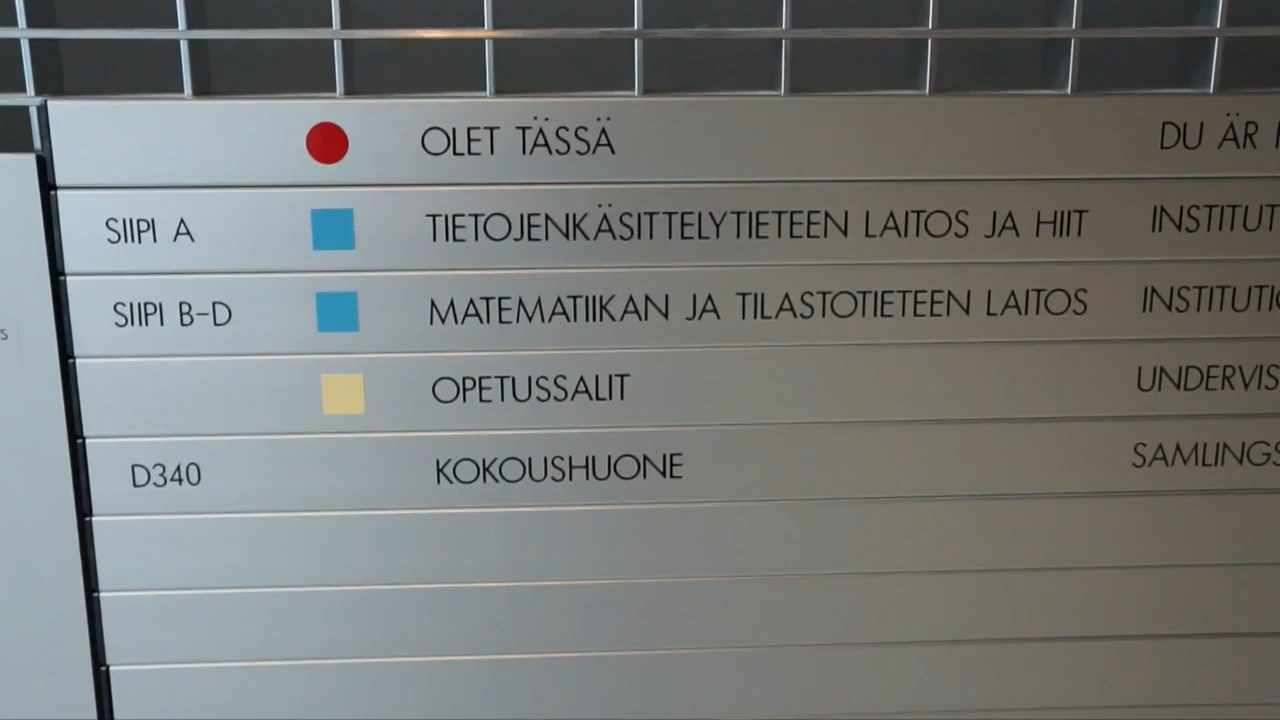 OLET TÄSSÄ DU ÄR
SIIPI A TIETOJENKÄSITTELYTIETEEN LAITOS JA HIIT
SIIPI B-D MATEMATIIKAN JA TILASTOTIETEEN LAITOS
OPETUSSALIT
D340 KOKOUSHUONE